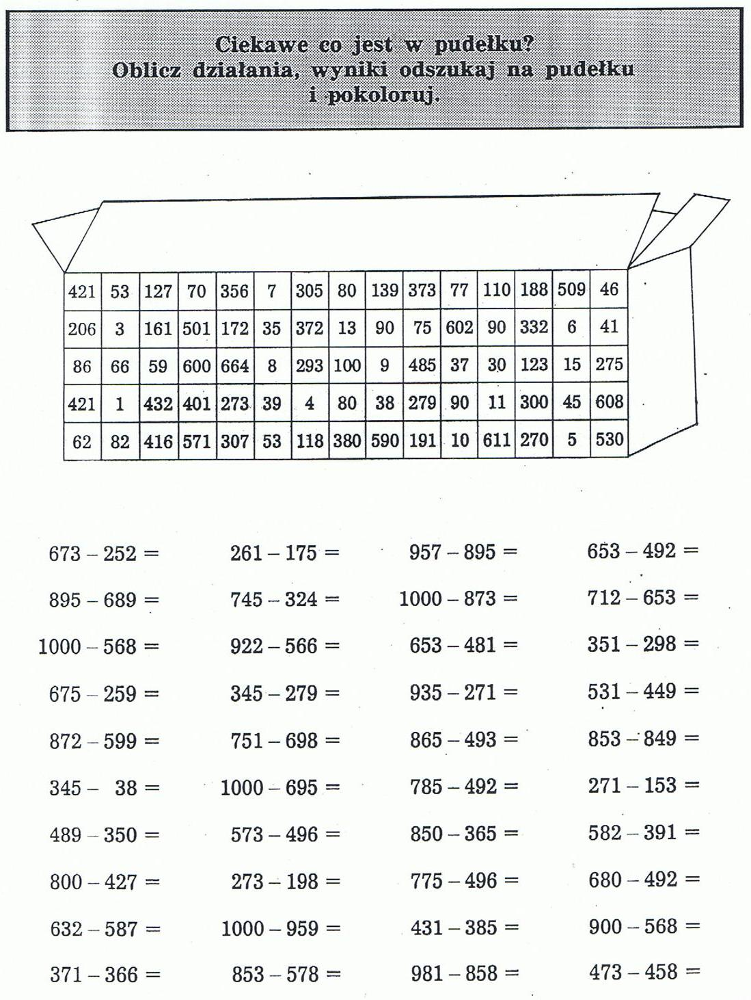 Ciekawe co jest w pudełku?
Oblicz działania, wyniki odszukaj na pudełku
i pokoloruj.
421 53 127 70 356 7 305 80 139 373 77 110 188 509 46
206 3 161 501 172 35 372 13 90 75 602 90 332 6 41
86 66 59 600 664 8 293 100 9 485 37 30 123 15 275
421 1 432 401 273 39 4 80 38 279 90 11 300 45 608
62 82 416 571 307 53 118 380 590 191 10 611 270 5 530
673 – 252 = 261 – 175 = 957 – 895 = 653 – 492 =
895 – 689 = 745 – 324 = 1000 – 873 = 712 – 653 =
1000 – 568 = 922 – 566 = 653 – 481 = 351 – 298 =
675 – 259 = 345 – 279 = 935 – 271 = 531 – 449 =
872 – 599 = 751 – 698 = 865 – 493 = 853 – 849 =
345 – 38 = 1000 – 695 = 785 – 492 = 271 – 153 =
489 – 350 = 573 – 496 = 850 – 365 = 582 – 391 =
800 – 427 = 273 – 198 = 775 – 496 = 680 – 492 =
632 – 587 = 1000 – 959 = 431 – 385 = 900 – 568 =
371 – 366 = 853 – 578 = 981 – 858 = 473 – 458 =